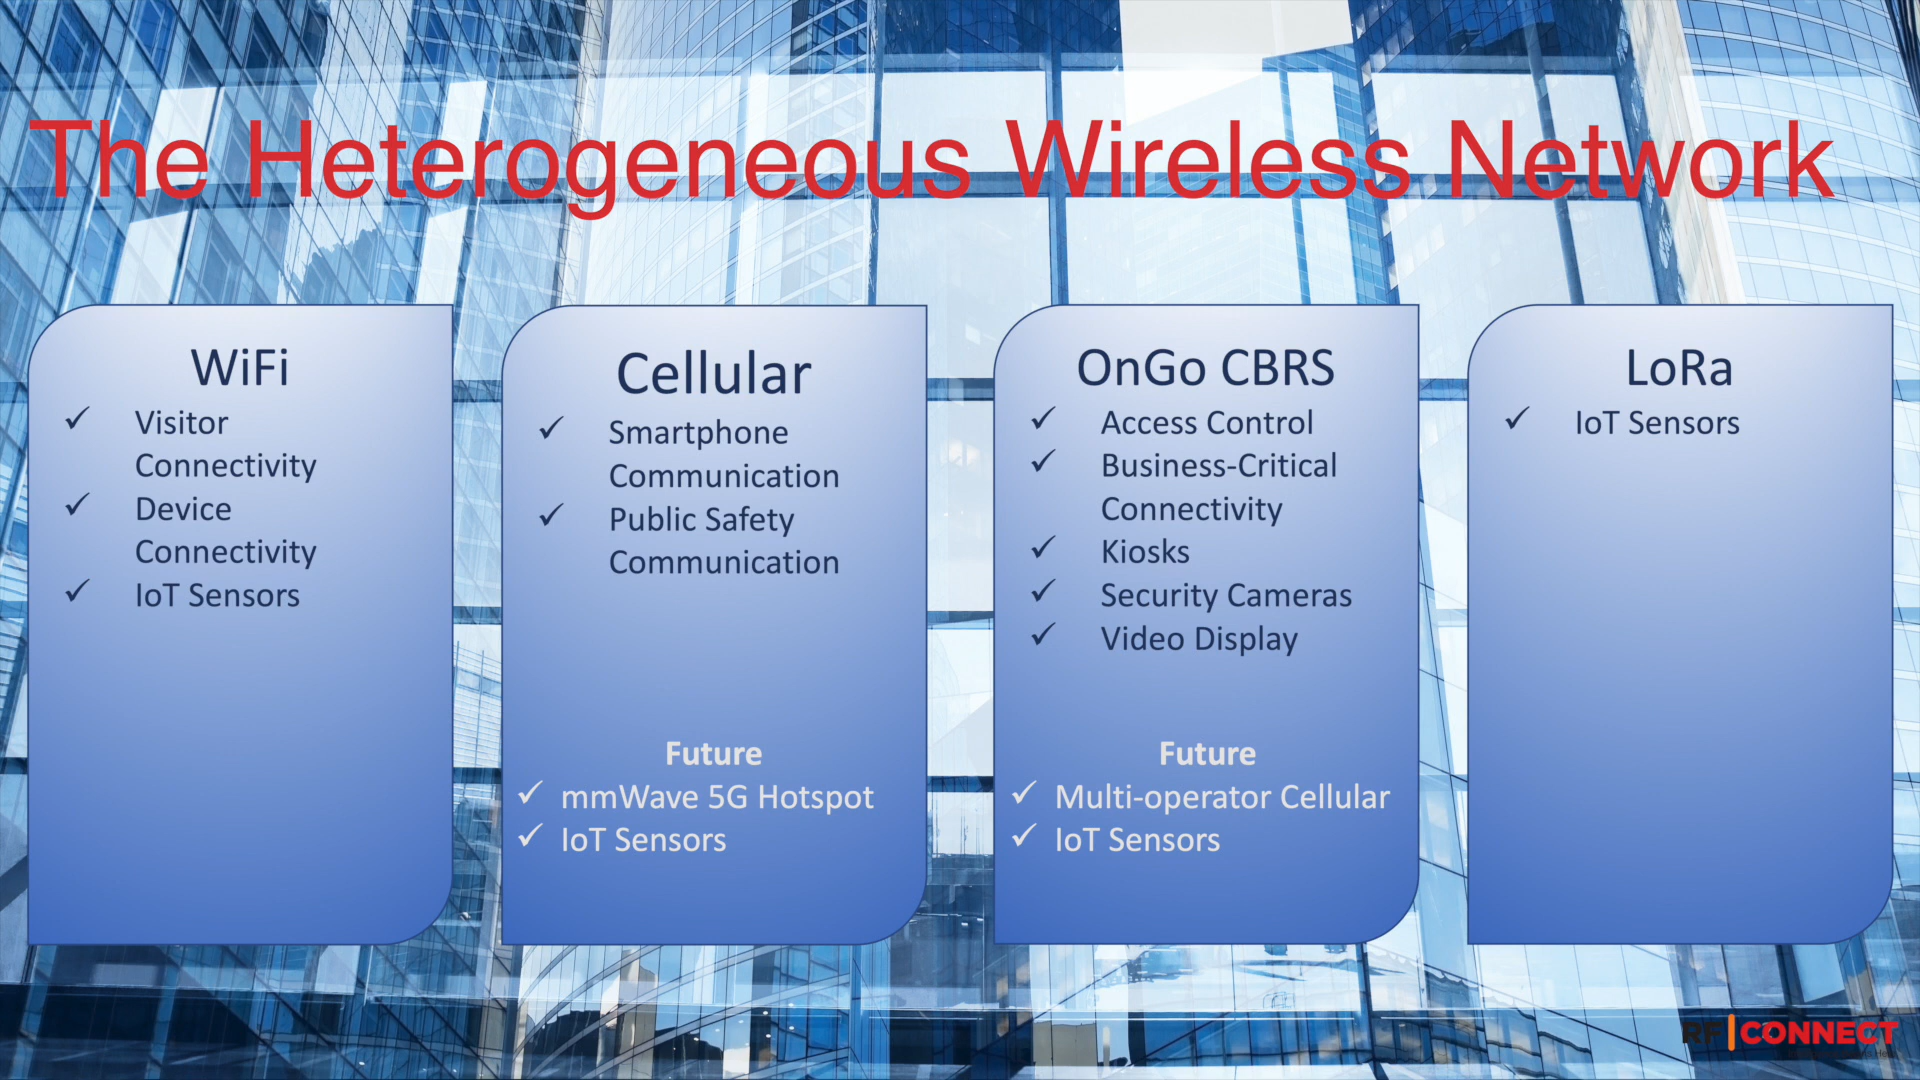 The Heterogeneous Wireless Network
WiFi
✓ Visitor
Connectivity
✓ Device
Connectivity
✓ IoT Sensors
Cellular
✓ Smartphone
Communication
✓ Public Safety
Communication
Future
✓ mmWave 5G Hotspot
✓ IoT Sensors
OnGo CBRS
✓ Access Control
✓ Business-Critical
Connectivity
✓ Kiosks
✓ Security Cameras
✓ Video Display
Future
✓ Multi-operator Cellular
✓ IoT Sensors
LoRa
✓ IoT Sensors
RF|CONNECT